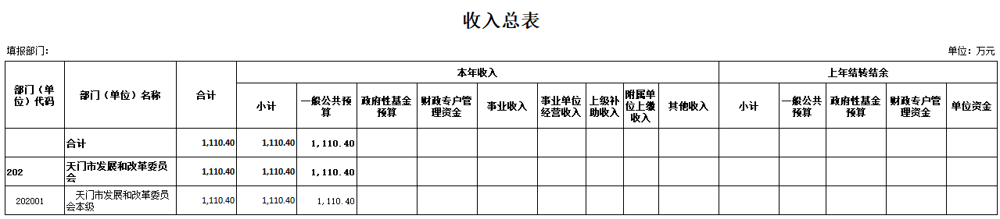 收入总表
填报部门:
单位：万元
部门（单位）代码
部门（单位）名称
合计
本年收入
上年结转结余
小计
一般公共预算
政府性基金预算
财政专户管理资金
事业收入
事业单位经营收入
上级补助收入
附属单位上缴收入
其他收入
小计
一般公共预算
政府性基金预算
财政专户管理资金
单位资金
合计 1,110.40 1,110.40 1,110.40
202 天门市发展和改革委员会 1,110.40 1,110.40 1,110.40
202001 天门市发展和改革委员会本级 1,110.40 1,110.40 1,110.40